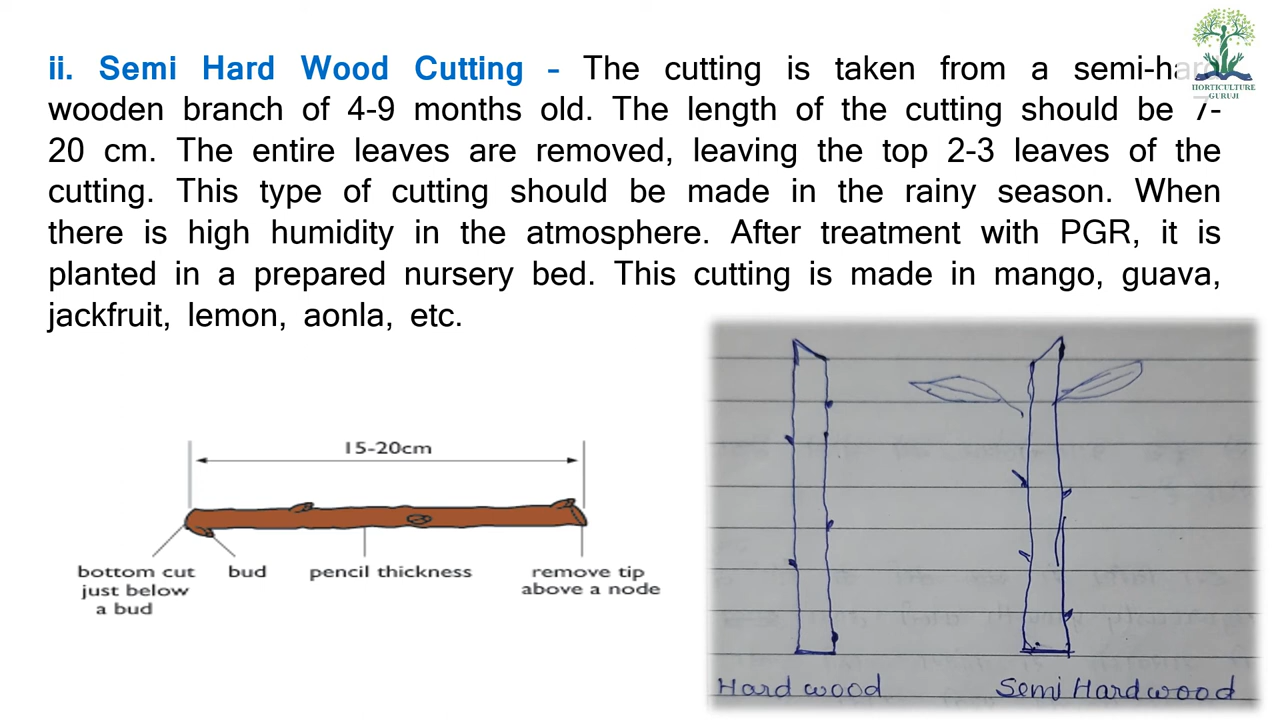 ii. Semi Hard Wood Cutting - The cutting is taken from a semi-hard
wooden branch of 4-9 months old. The length of the cutting should be 7-
20 cm. The entire leaves are removed, leaving the top 2-3 leaves of the
cutting. This type of cutting should be made in the rainy season. When
there is high humidity in the atmosphere. After treatment with PGR, it is
planted in a prepared nursery bed. This cutting is made in mango, guava,
jackfruit, lemon, aonla, etc.
HORTICULTURE
GURUJI
15-20cm
bottom cut
just below
a bud
bud
pencil thickness
remove tip
above a node
Hard wood
Semi Hardwood